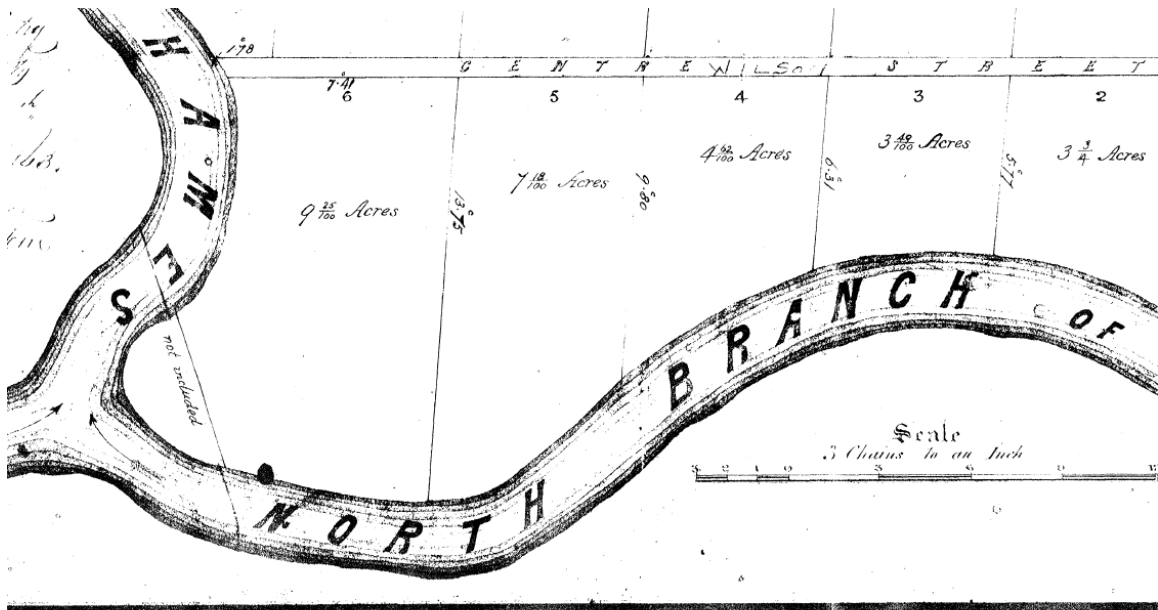 1·78
CENTRE WILSON STREET
7·41
6
5
4
3
2
9 25/100 Acres
7 18/100 Acres
4 62/100 Acres
3 49/100 Acres
3 3/4 Acres
13·75
9·80
6·31
5·77
THAMES
not included
NORTH BRANCH OF
Scale
3 Chains to an Inch